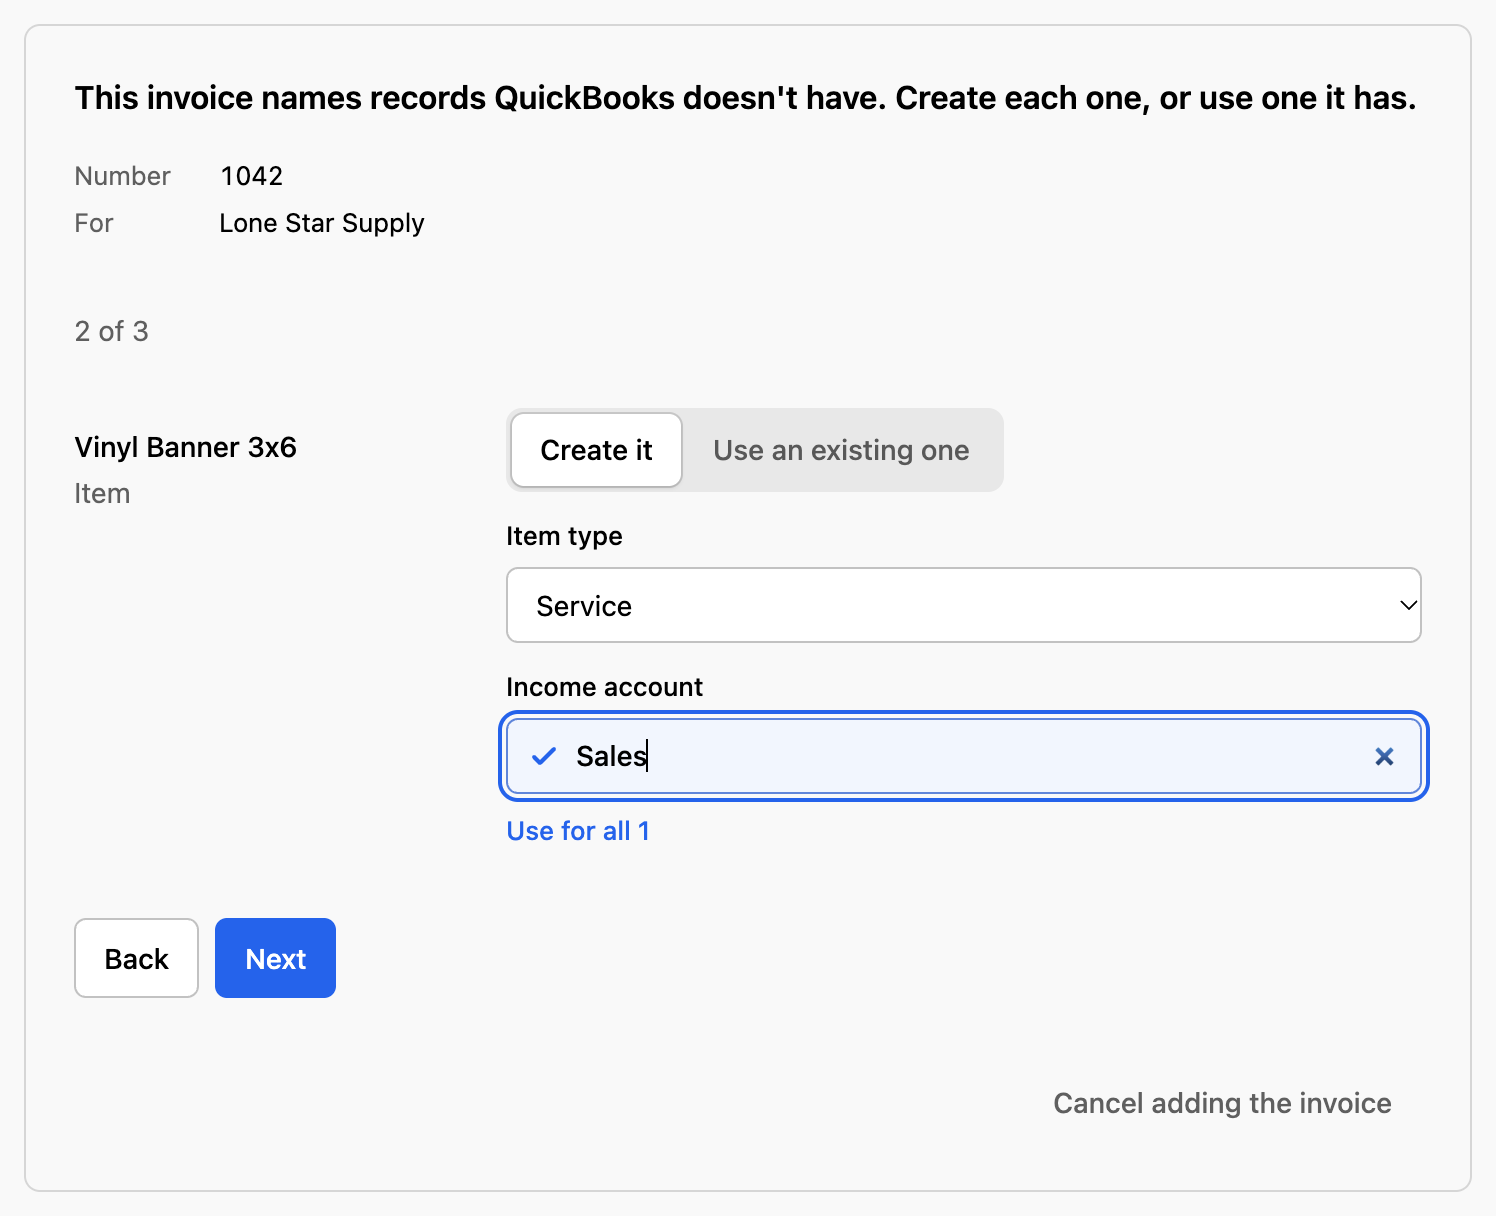 This invoice names records QuickBooks doesn't have. Create each one, or use one it has.
Number 1042
For Lone Star Supply
2 of 3
Vinyl Banner 3x6
Item
Create it Use an existing one
Item type
Service
Income account
Sales
Use for all 1
Back Next
Cancel adding the invoice